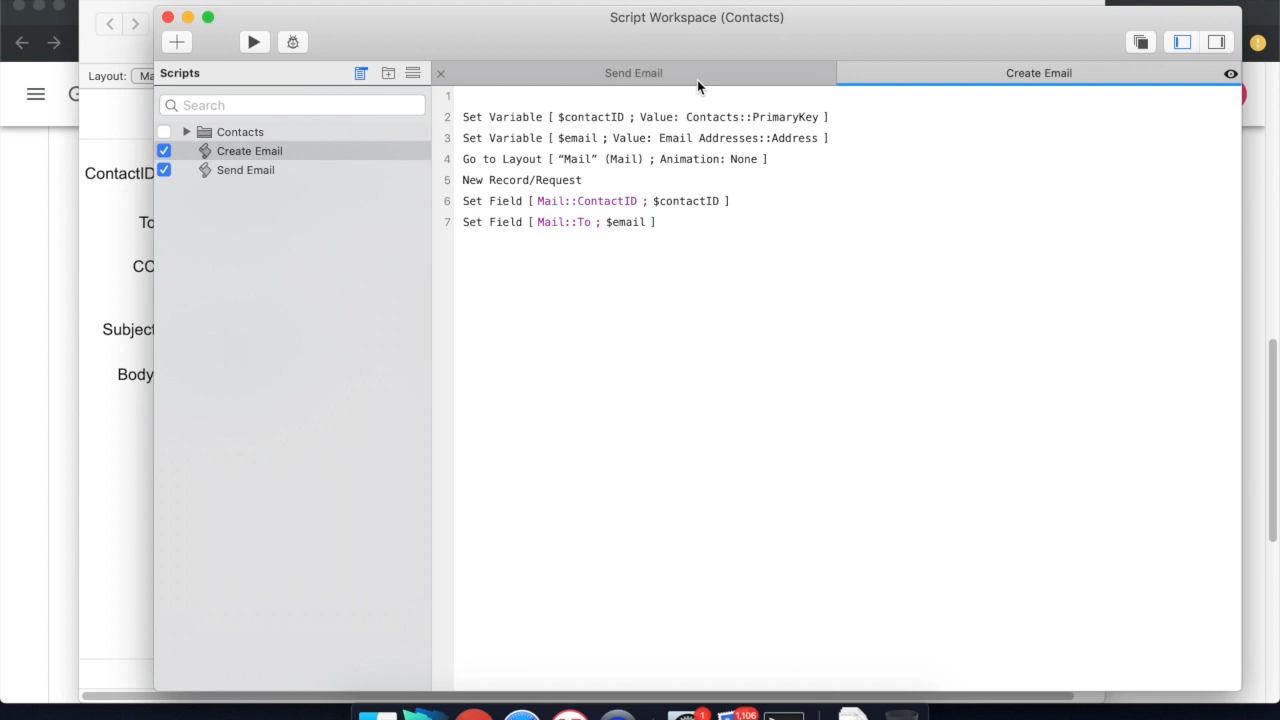 Script Workspace (Contacts)
Layout:
Scripts
Send Email
Create Email
Search
Contacts
Create Email
Send Email
1
2 Set Variable [ $contactID ; Value: Contacts::PrimaryKey ]
3 Set Variable [ $email ; Value: Email Addresses::Address ]
4 Go to Layout [ “Mail” (Mail) ; Animation: None ]
5 New Record/Request
6 Set Field [ Mail::ContactID ; $contactID ]
7 Set Field [ Mail::To ; $email ]
ContactID
To
CC
Subject
Body
1
1,106